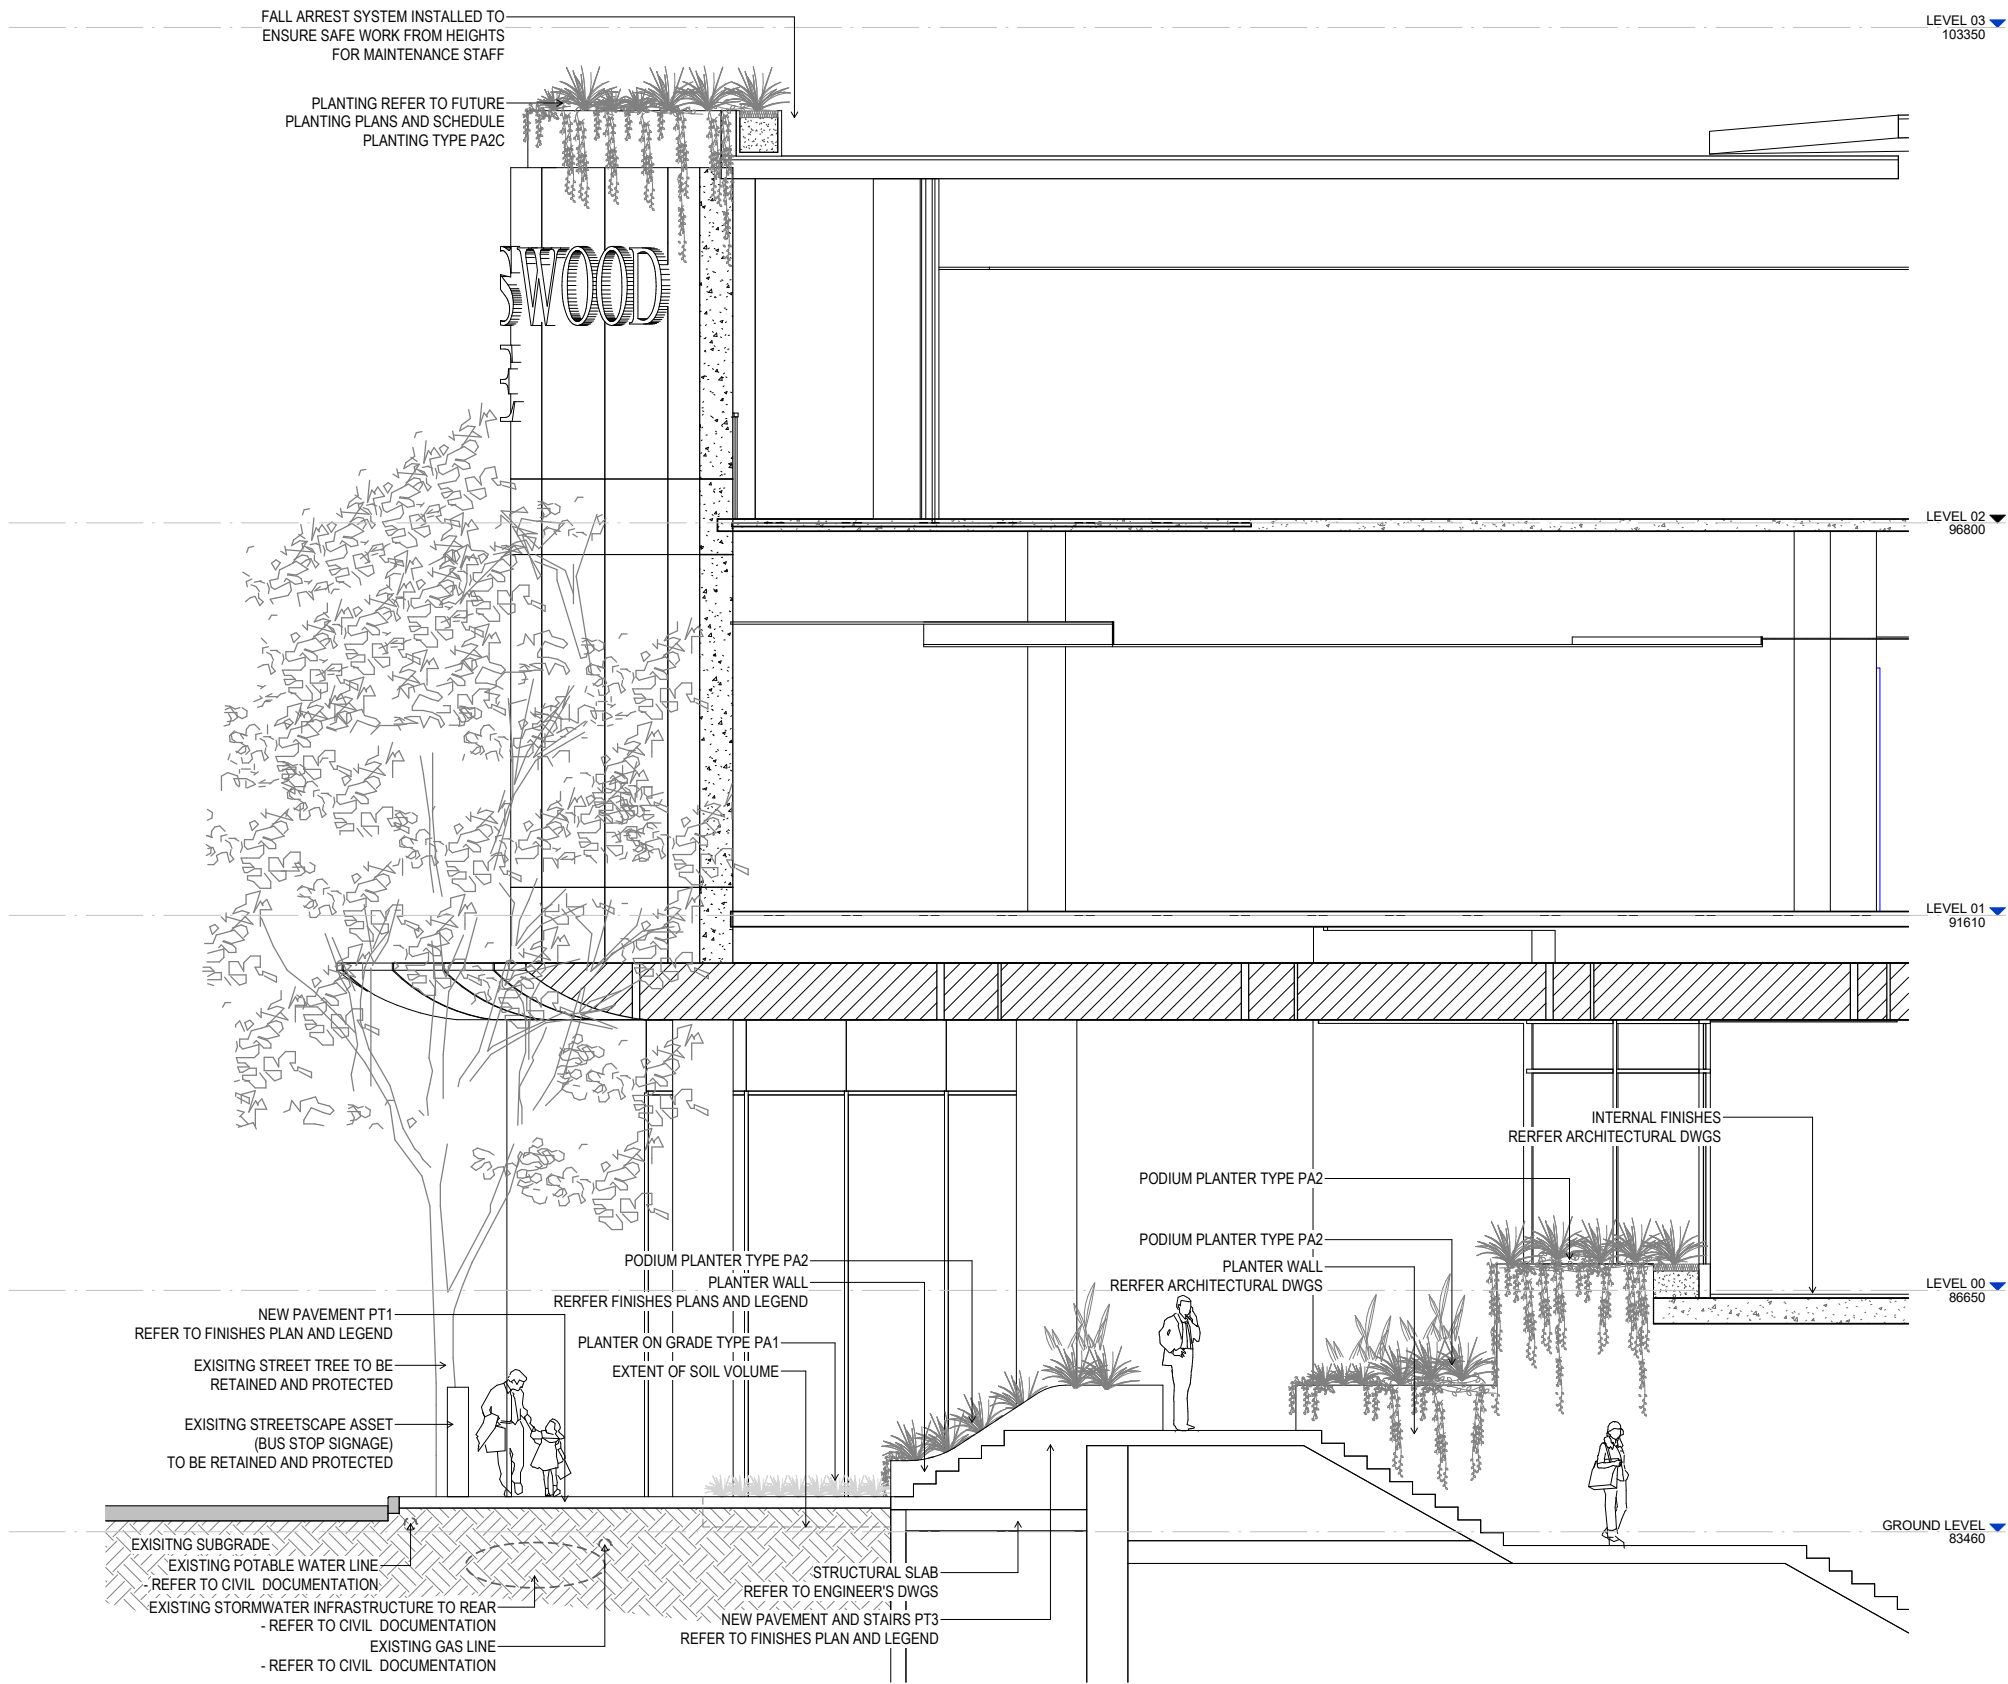 FALL ARREST SYSTEM INSTALLED TO
ENSURE SAFE WORK FROM HEIGHTS
FOR MAINTENANCE STAFF
LEVEL 03
103350
PLANTING REFER TO FUTURE
PLANTING PLANS AND SCHEDULE
PLANTING TYPE PA2C
SWOOD
LEVEL 02
96800
LEVEL 01
91610
INTERNAL FINISHES
RERFER ARCHITECTURAL DWGS
PODIUM PLANTER TYPE PA2
PODIUM PLANTER TYPE PA2
PLANTER WALL
RERFER ARCHITECTURAL DWGS
PODIUM PLANTER TYPE PA2
PLANTER WALL
RERFER FINISHES PLANS AND LEGEND
PLANTER ON GRADE TYPE PA1
EXTENT OF SOIL VOLUME
LEVEL 00
86650
NEW PAVEMENT PT1
REFER TO FINISHES PLAN AND LEGEND
EXISITNG STREET TREE TO BE
RETAINED AND PROTECTED
EXISITNG STREETSCAPE ASSET
(BUS STOP SIGNAGE)
TO BE RETAINED AND PROTECTED
GROUND LEVEL
83460
EXISITNG SUBGRADE
EXISTING POTABLE WATER LINE
- REFER TO CIVIL DOCUMENTATION
EXISTING STORMWATER INFRASTRUCTURE TO REAR
- REFER TO CIVIL DOCUMENTATION
EXISTING GAS LINE
- REFER TO CIVIL DOCUMENTATION
STRUCTURAL SLAB
REFER TO ENGINEER'S DWGS
NEW PAVEMENT AND STAIRS PT3
REFER TO FINISHES PLAN AND LEGEND